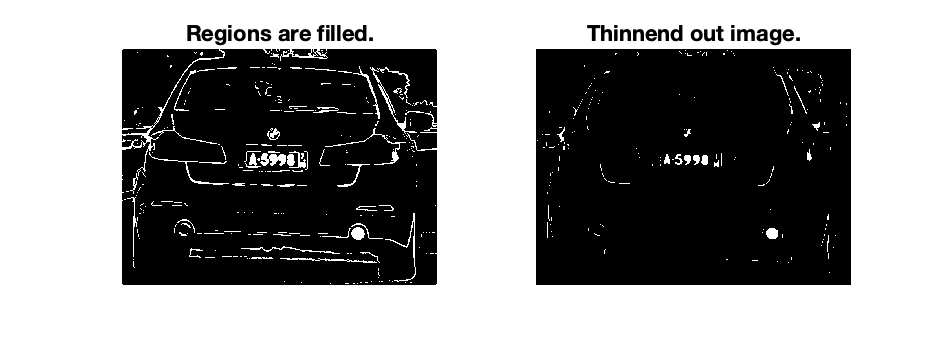 Regions are filled.
Thinnend out image.
A-5998
A-5998